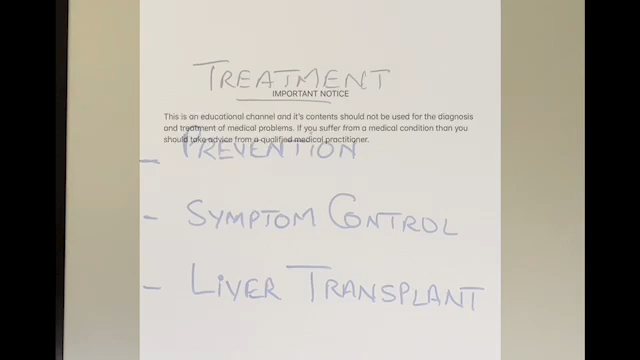 TREATMENT
IMPORTANT NOTICE
This is an educational channel and it's contents should not be used for the diagnosis
and treatment of medical problems. If you suffer from a medical condition than you
should take advice from a qualified medical practitioner.
- PREVENTION
- SYMPTOM CONTROL
- LIVER TRANSPLANT